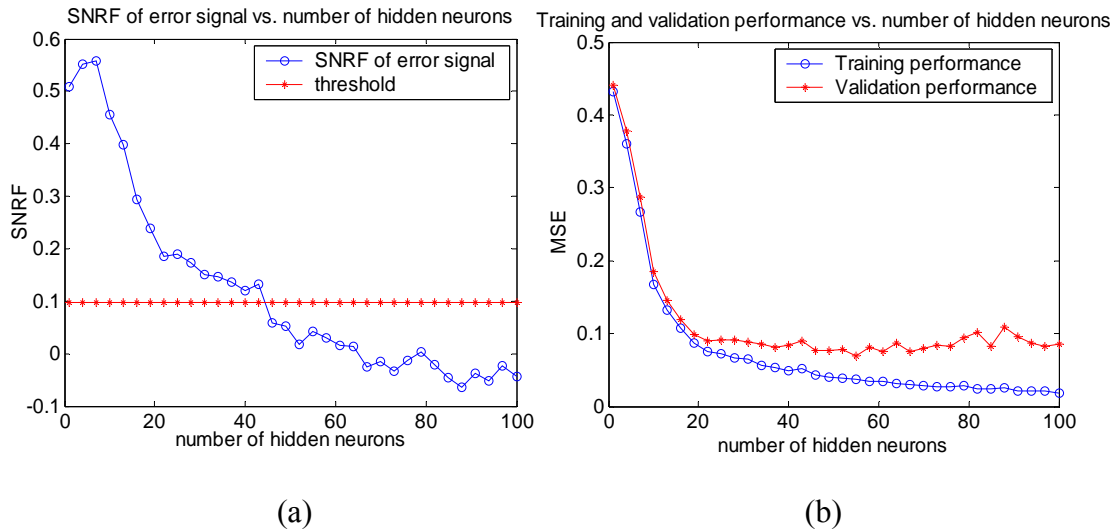 SNRF of error signal vs. number of hidden neurons
0.6
0.5
0.4
0.3
0.2
0.1
0
-0.1
SNRF
SNRF of error signal
threshold
0 20 40 60 80 100
number of hidden neurons
(a)
Training and validation performance vs. number of hidden neurons
0.5
0.4
0.3
0.2
0.1
0
MSE
Training performance
Validation performance
0 20 40 60 80 100
number of hidden neurons
(b)